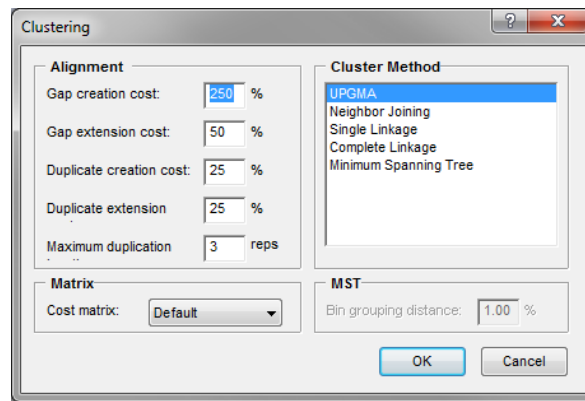 Clustering
?
X
Alignment
Gap creation cost: 250 %
Gap extension cost: 50 %
Duplicate creation cost: 25 %
Duplicate extension 25 %
Maximum duplication 3 reps
Cluster Method
UPGMA
Neighbor Joining
Single Linkage
Complete Linkage
Minimum Spanning Tree
Matrix
Cost matrix: Default
MST
Bin grouping distance: 1.00 %
OK Cancel